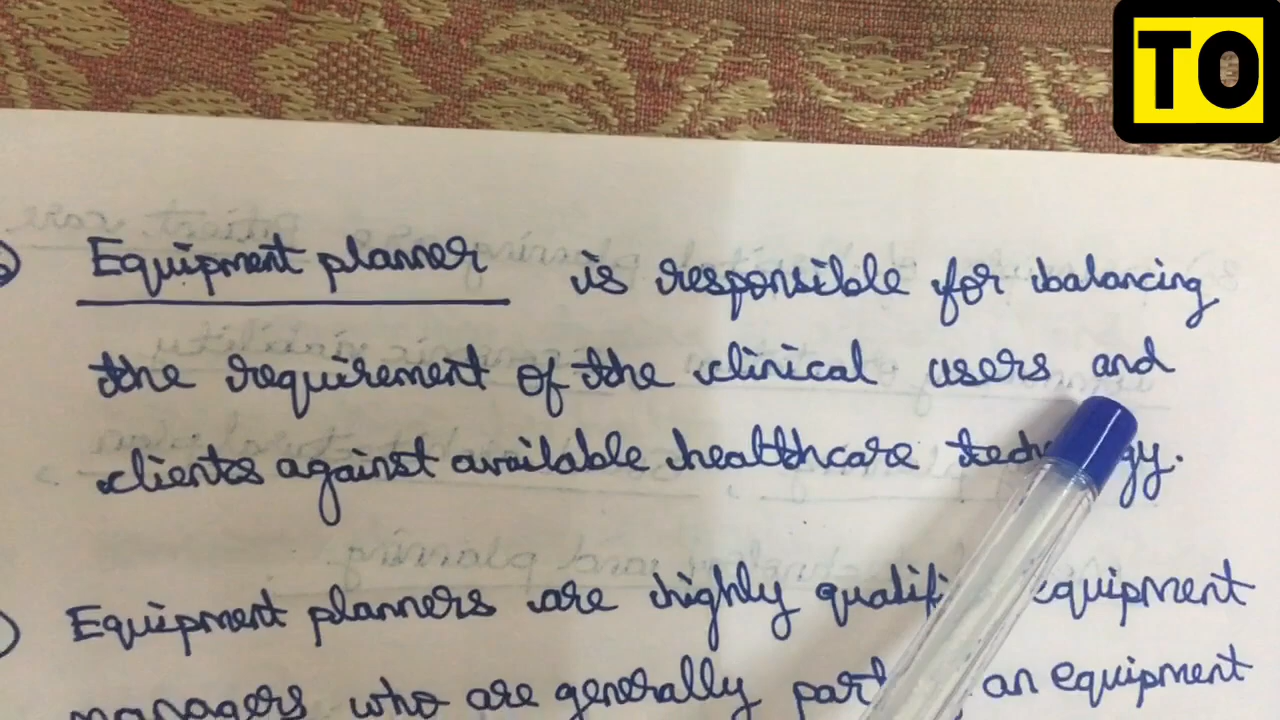 TO
Equipment planner is responsible for balancing
the requirement of the clinical users and
clients against available healthcare
Equipment planners are highly equipment
managers who are generally an equipment